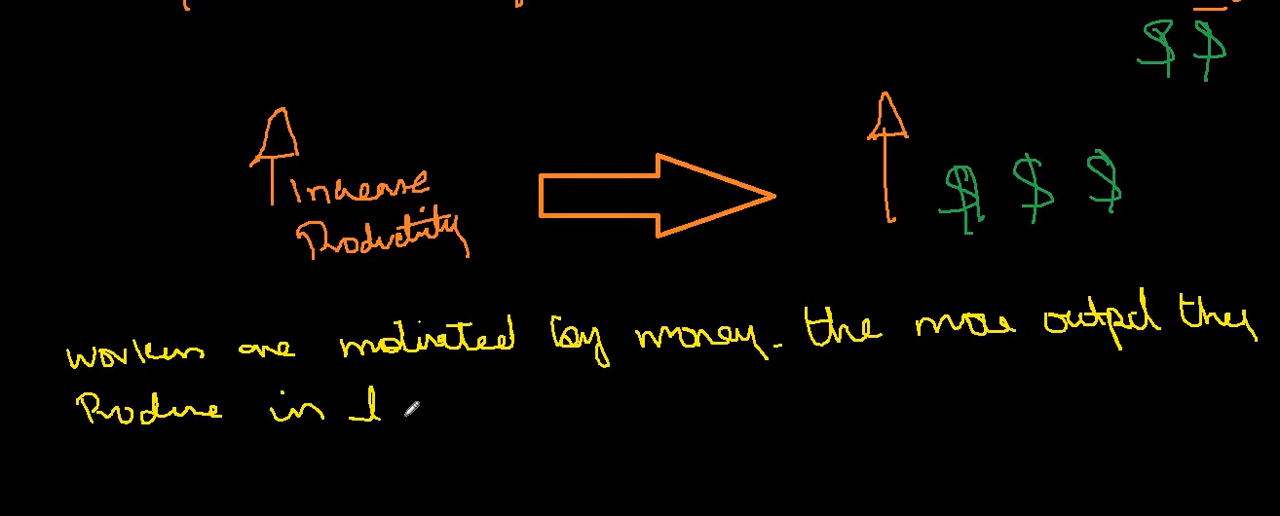 $ $
Increase
Productivity
$ $ $
workers are motivated by money. the more output they
Produce in 1